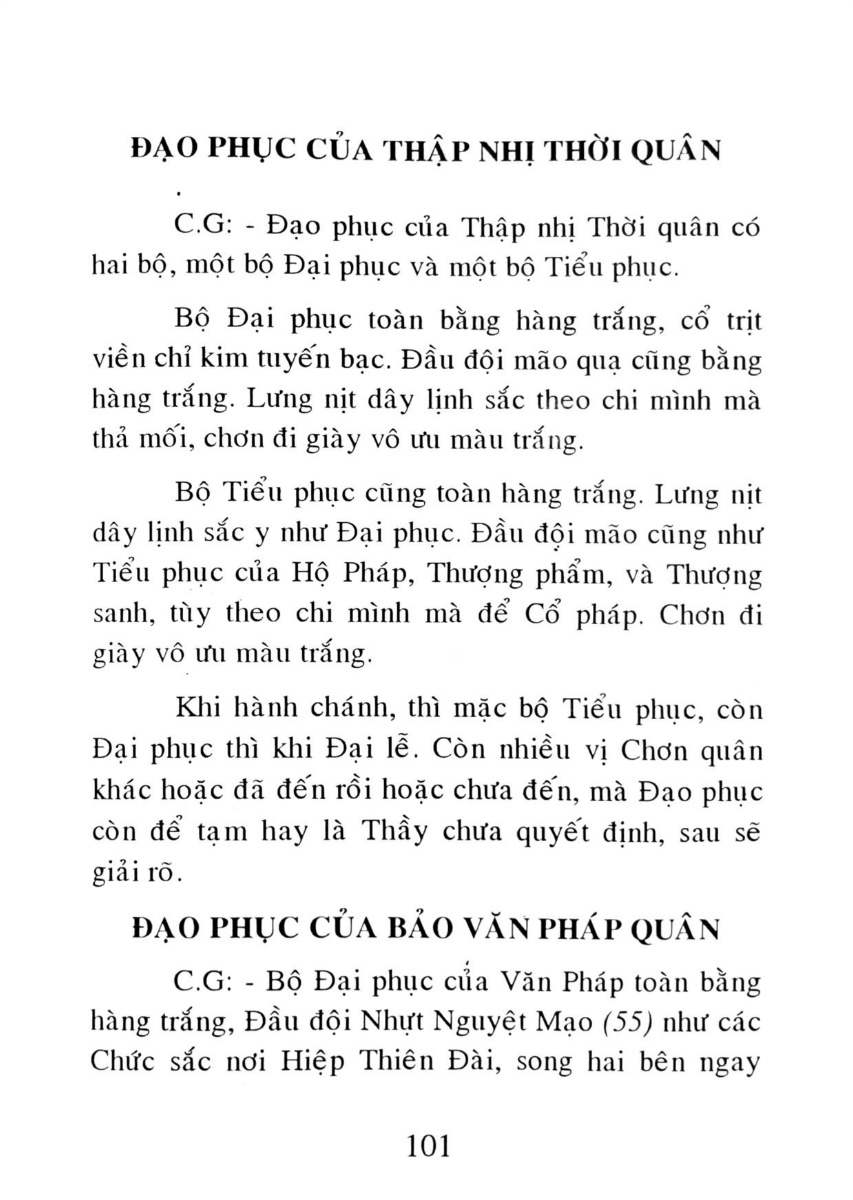 ĐẠO PHỤC CỦA THẬP NHỊ THỜI QUÂN
C.G: - Đạo phục của Thập nhị Thời quân có
hai bộ, một bộ Đại phục và một bộ Tiểu phục.
Bộ Đại phục toàn bằng hàng trắng, cổ trịt
viền chỉ kim tuyến bạc. Đầu đội mão quạ cũng bằng
hàng trắng. Lưng nịt dây lịnh sắc theo chi mình mà
thả mối, chơn đi giày vô ưu màu trắng.
Bộ Tiểu phục cũng toàn hàng trắng. Lưng nịt
dây lịnh sắc y như Đại phục. Đầu đội mão cũng như
Tiểu phục của Hộ Pháp, Thượng phẩm, và Thượng
sanh, tùy theo chi mình mà để Cổ pháp. Chơn đi
giày vô ưu màu trắng.
Khi hành chánh, thì mặc bộ Tiểu phục, còn
Đại phục thì khi Đại lễ. Còn nhiều vị Chơn quân
khác hoặc đã đến rồi hoặc chưa đến, mà Đạo phục
còn để tạm hay là Thầy chưa quyết định, sau sẽ
giải rõ.
ĐẠO PHỤC CỦA BẢO VĂN PHÁP QUÂN
C.G: - Bộ Đại phục của Văn Pháp toàn bằng
hàng trắng, Đầu đội Nhựt Nguyệt Mạo (55) như các
Chức sắc nơi Hiệp Thiên Đài, song hai bên ngay
101